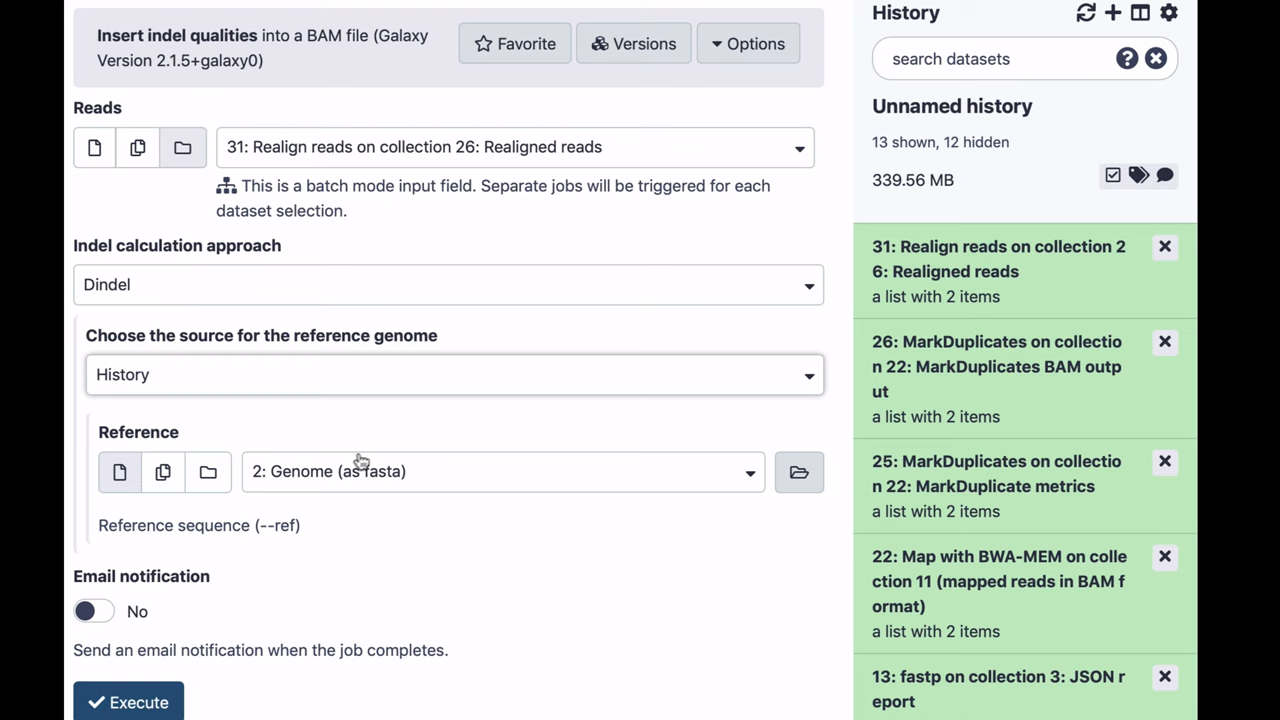 Insert indel qualities into a BAM file (Galaxy
Version 2.1.5+galaxy0)
Favorite
Versions
Options
Reads
31: Realign reads on collection 26: Realigned reads
This is a batch mode input field. Separate jobs will be triggered for each
dataset selection.
Indel calculation approach
Dindel
Choose the source for the reference genome
History
Reference
2: Genome (as fasta)
Reference sequence (--ref)
Email notification
No
Send an email notification when the job completes.
Execute
History
search datasets
Unnamed history
13 shown, 12 hidden
339.56 MB
31: Realign reads on collection 2
6: Realigned reads
a list with 2 items
26: MarkDuplicates on collectio
n 22: MarkDuplicates BAM outp
ut
a list with 2 items
25: MarkDuplicates on collectio
n 22: MarkDuplicate metrics
a list with 2 items
22: Map with BWA-MEM on colle
ction 11 (mapped reads in BAM f
ormat)
a list with 2 items
13: fastp on collection 3: JSON r
eport